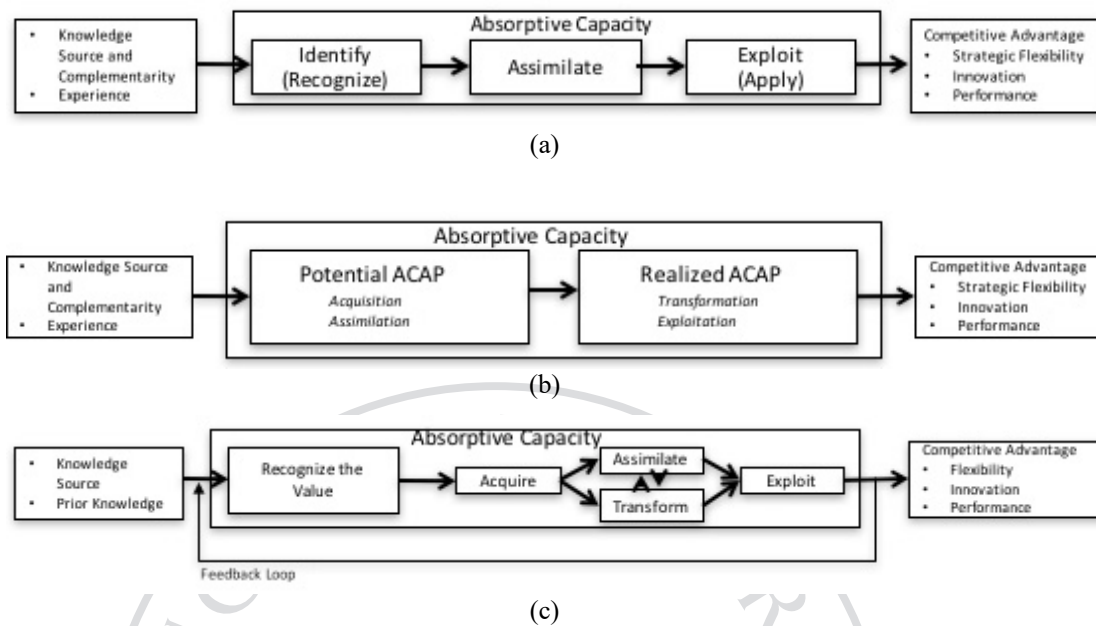 Absorptive Capacity
• Knowledge
Source and
Complementarity
• Experience
Identify
(Recognize)
Assimilate
Exploit
(Apply)
Competitive Advantage
• Strategic Flexibility
• Innovation
• Performance
(a)
Absorptive Capacity
• Knowledge Source
and
Complementarity
• Experience
Potential ACAP
Acquisition
Assimilation
Realized ACAP
Transformation
Exploitation
Competitive Advantage
• Strategic Flexibility
• Innovation
• Performance
(b)
Absorptive Capacity
• Knowledge
Source
• Prior Knowledge
Recognize the
Value
Acquire
Assimilate
Transform
Exploit
Competitive Advantage
• Flexibility
• Innovation
• Performance
Feedback Loop
(c)